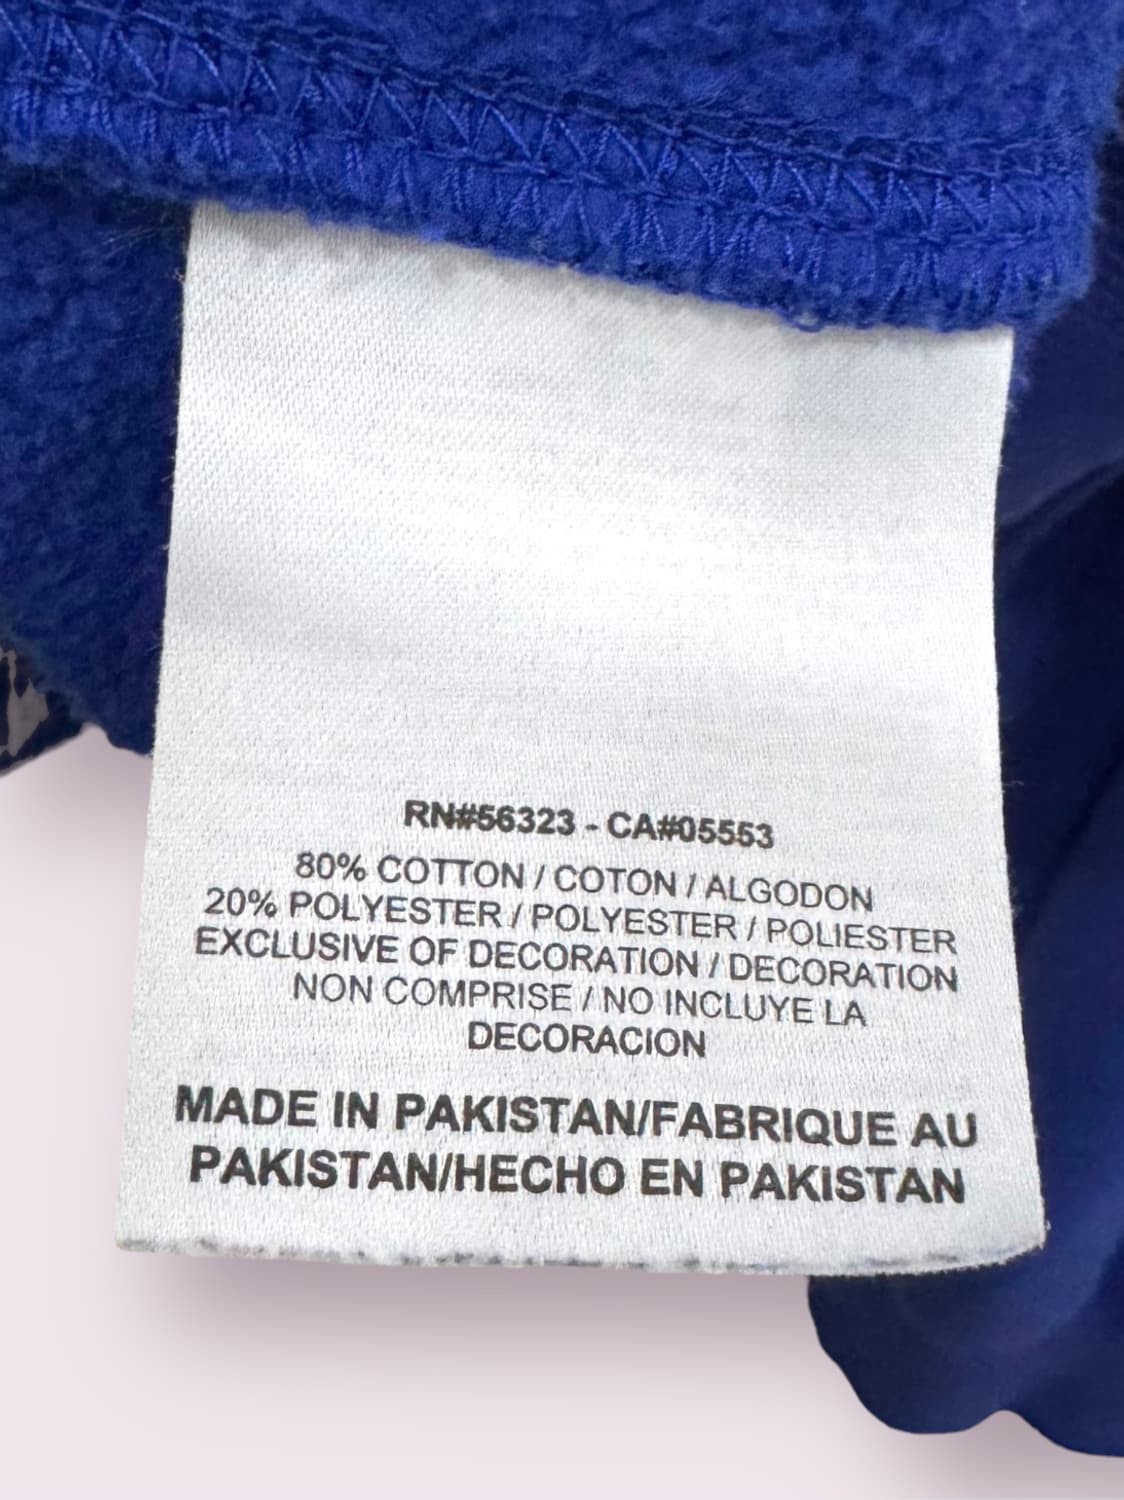 RN#56323 - CA#05553
80% COTTON / COTON / ALGODON
20% POLYESTER / POLYESTER / POLIESTER
EXCLUSIVE OF DECORATION / DECORATION
NON COMPRISE / NO INCLUYE LA
DECORACION
MADE IN PAKISTAN/FABRIQUE AU
PAKISTAN/HECHO EN PAKISTAN